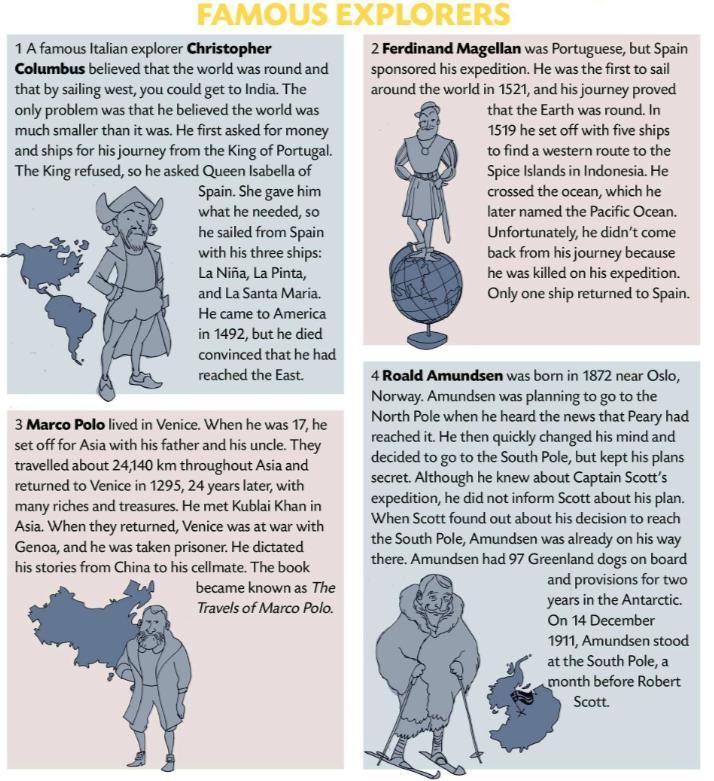 FAMOUS EXPLORERS
1 A famous Italian explorer Christopher
Columbus believed that the world was round and
that by sailing west, you could get to India. The
only problem was that he believed the world was
much smaller than it was. He first asked for money
and ships for his journey from the King of Portugal.
The King refused, so he asked Queen Isabella of
Spain. She gave him
what he needed, so
he sailed from Spain
with his three ships:
La Niña, La Pinta,
and La Santa Maria.
He came to America
in 1492, but he died
convinced that he had
reached the East.
2 Ferdinand Magellan was Portuguese, but Spain
sponsored his expedition. He was the first to sail
around the world in 1521, and his journey proved
that the Earth was round. In
1519 he set off with five ships
to find a western route to the
Spice Islands in Indonesia. He
crossed the ocean, which he
later named the Pacific Ocean.
Unfortunately, he didn't come
back from his journey because
he was killed on his expedition.
Only one ship returned to Spain.
3 Marco Polo lived in Venice. When he was 17, he
set off for Asia with his father and his uncle. They
travelled about 24,140 km throughout Asia and
returned to Venice in 1295, 24 years later, with
many riches and treasures. He met Kublai Khan in
Asia. When they returned, Venice was at war with
Genoa, and he was taken prisoner. He dictated
his stories from China to his cellmate. The book
became known as The
Travels of Marco Polo.
4 Roald Amundsen was born in 1872 near Oslo,
Norway. Amundsen was planning to go to the
North Pole when he heard the news that Peary had
reached it. He then quickly changed his mind and
decided to go to the South Pole, but kept his plans
secret. Although he knew about Captain Scott's
expedition, he did not inform Scott about his plan.
When Scott found out about his decision to reach
the South Pole, Amundsen was already on his way
there. Amundsen had 97 Greenland dogs on board
and provisions for two
years in the Antarctic.
On 14 December
1911, Amundsen stood
at the South Pole, a
month before Robert
Scott.